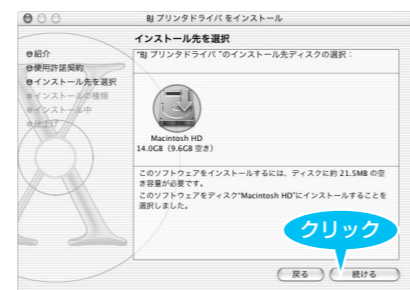 BJ プリンタドライバ をインストール
インストール先を選択
紹介
使用許諾契約
インストール先を選択
インストールの種類
インストール中
仕上げ
"BJ プリンタドライバ "のインストール先ディスクの選択：
Macintosh HD
14.0GB（9.6GB 空き）
このソフトウェアをインストールするには、ディスクに約 21.5MB の空
き容量が必要です。
このソフトウェアをディスク"Macintosh HD"にインストールすることを
選択しました。
クリック
戻る
続ける